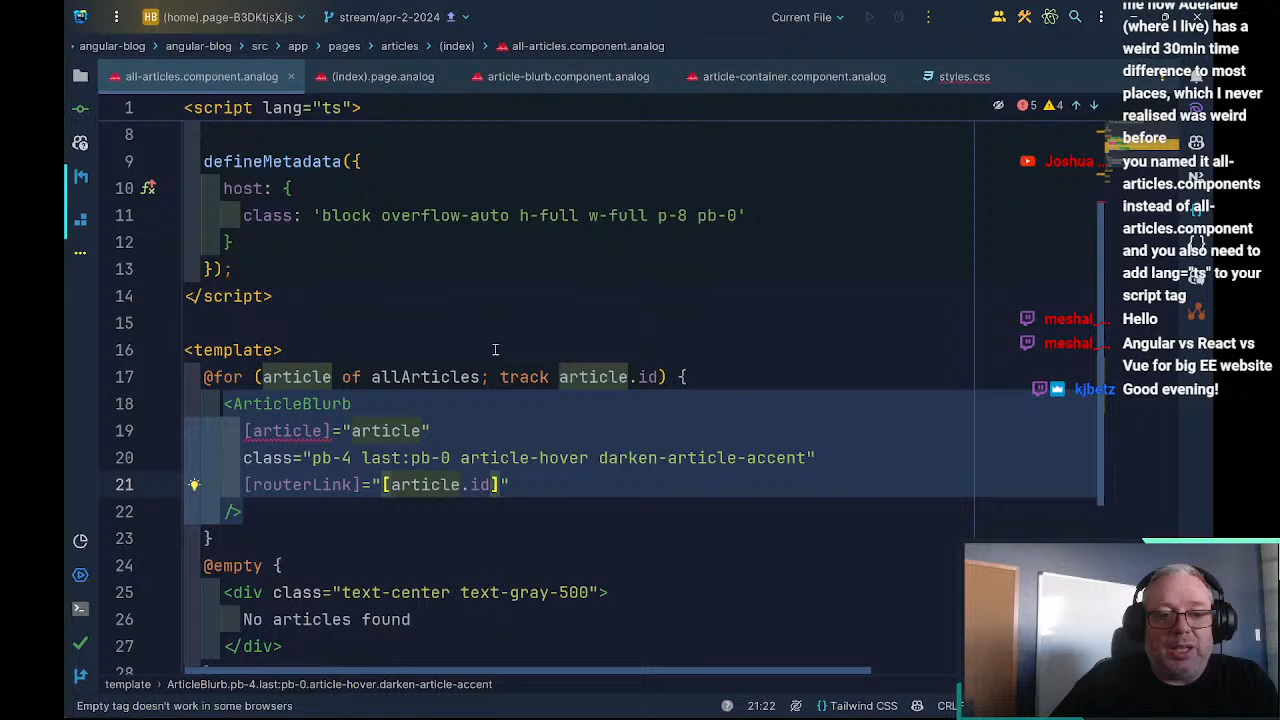 HB (home).page-B3DKtjsX.js stream/apr-2-2024 Current File
angular-blog angular-blog src app pages articles (index) all-articles.component.analog
all-articles.component.analog (index).page.analog article-blurb.component.analog article-container.component.analog styles.css
1 <script lang="ts">
5 4
8
9 defineMetadata({
10 host: {
11 class: 'block overflow-auto h-full w-full p-8 pb-0'
12 }
13 });
14 </script>
15
16 <template>
17 @for (article of allArticles; track article.id) {
18 <ArticleBlurb
19 [article]="article"
20 class="pb-4 last:pb-0 article-hover darken-article-accent"
21 [routerLink]="[article.id]"
22 />
23 }
24 @empty {
25 <div class="text-center text-gray-500">
26 No articles found
27 </div>
28
template ArticleBlurb.pb-4.last:pb-0.article-hover.darken-article-accent
Empty tag doesn't work in some browsers 21:22 Tailwind CSS
me how Adelaide
(where I live) has a
weird 30min time
difference to most
places, which I never
realised was weird
before
Joshua ...
you named it all-
articles.components
instead of all-
articles.component
and you also need to
add lang="ts" to your
script tag
meshal_... Hello
meshal_... Angular vs React vs
Vue for big EE website
kjbetz Good evening!